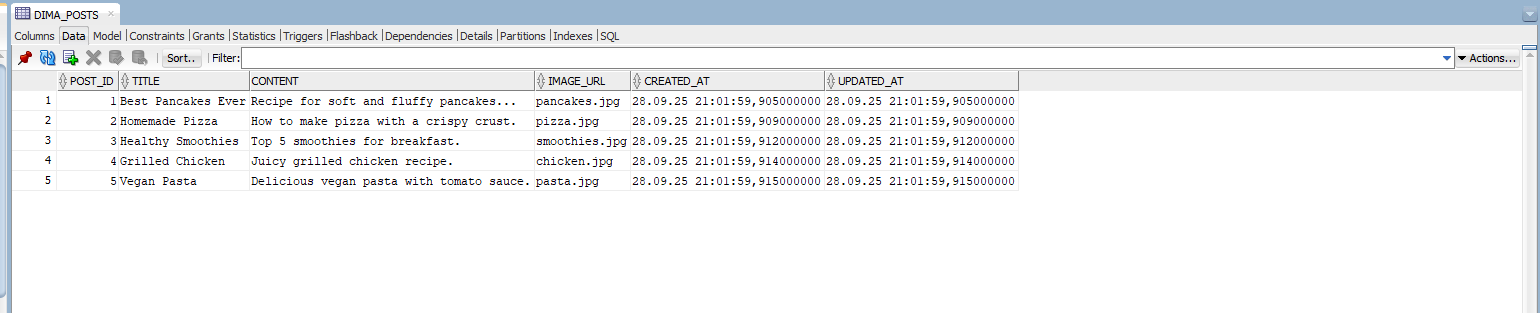 DIMA_POSTS
Columns Data Model Constraints Grants Statistics Triggers Flashback Dependencies Details Partitions Indexes SQL
Sort.. Filter: Actions...
POST_ID TITLE CONTENT IMAGE_URL CREATED_AT UPDATED_AT
1 1 Best Pancakes Ever Recipe for soft and fluffy pancakes... pancakes.jpg 28.09.25 21:01:59,905000000 28.09.25 21:01:59,905000000
2 2 Homemade Pizza How to make pizza with a crispy crust. pizza.jpg 28.09.25 21:01:59,909000000 28.09.25 21:01:59,909000000
3 3 Healthy Smoothies Top 5 smoothies for breakfast. smoothies.jpg 28.09.25 21:01:59,912000000 28.09.25 21:01:59,912000000
4 4 Grilled Chicken Juicy grilled chicken recipe. chicken.jpg 28.09.25 21:01:59,914000000 28.09.25 21:01:59,914000000
5 5 Vegan Pasta Delicious vegan pasta with tomato sauce. pasta.jpg 28.09.25 21:01:59,915000000 28.09.25 21:01:59,915000000